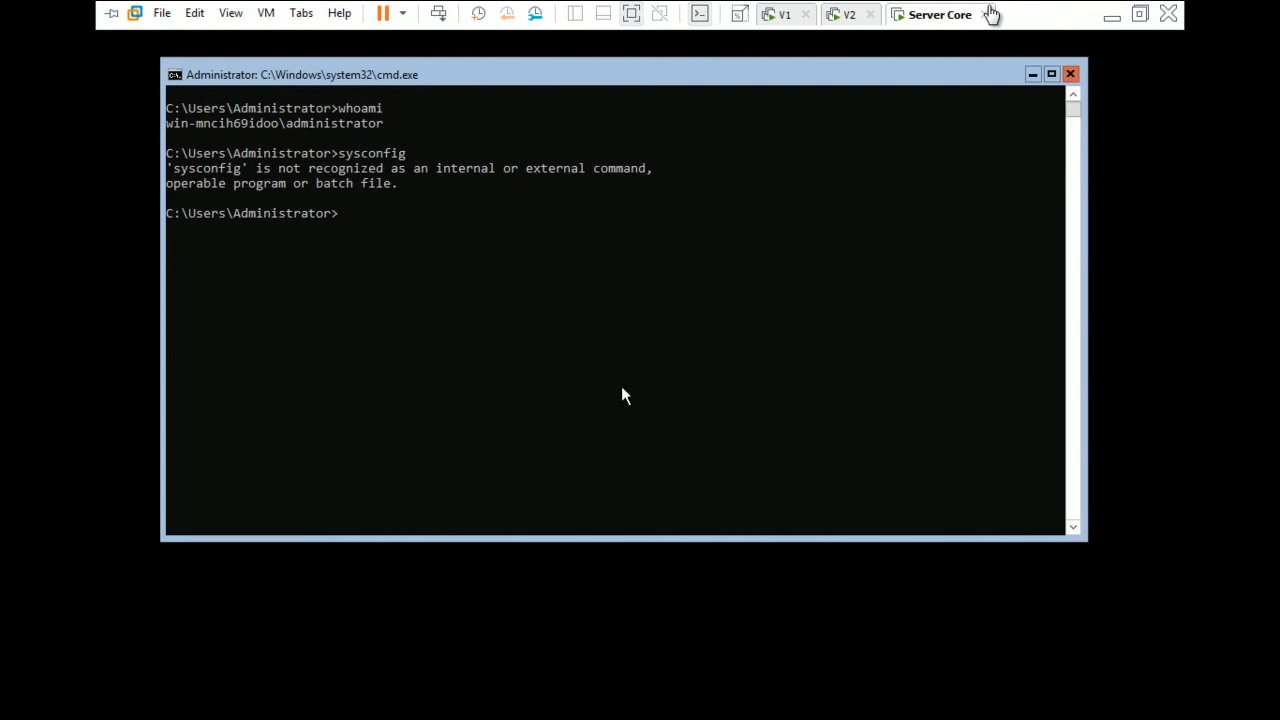 File Edit View VM Tabs Help V1 V2 Server Core
Administrator: C:\Windows\system32\cmd.exe
C:\Users\Administrator>whoami
win-mncih69idoo\administrator
C:\Users\Administrator>sysconfig
'sysconfig' is not recognized as an internal or external command,
operable program or batch file.
C:\Users\Administrator>